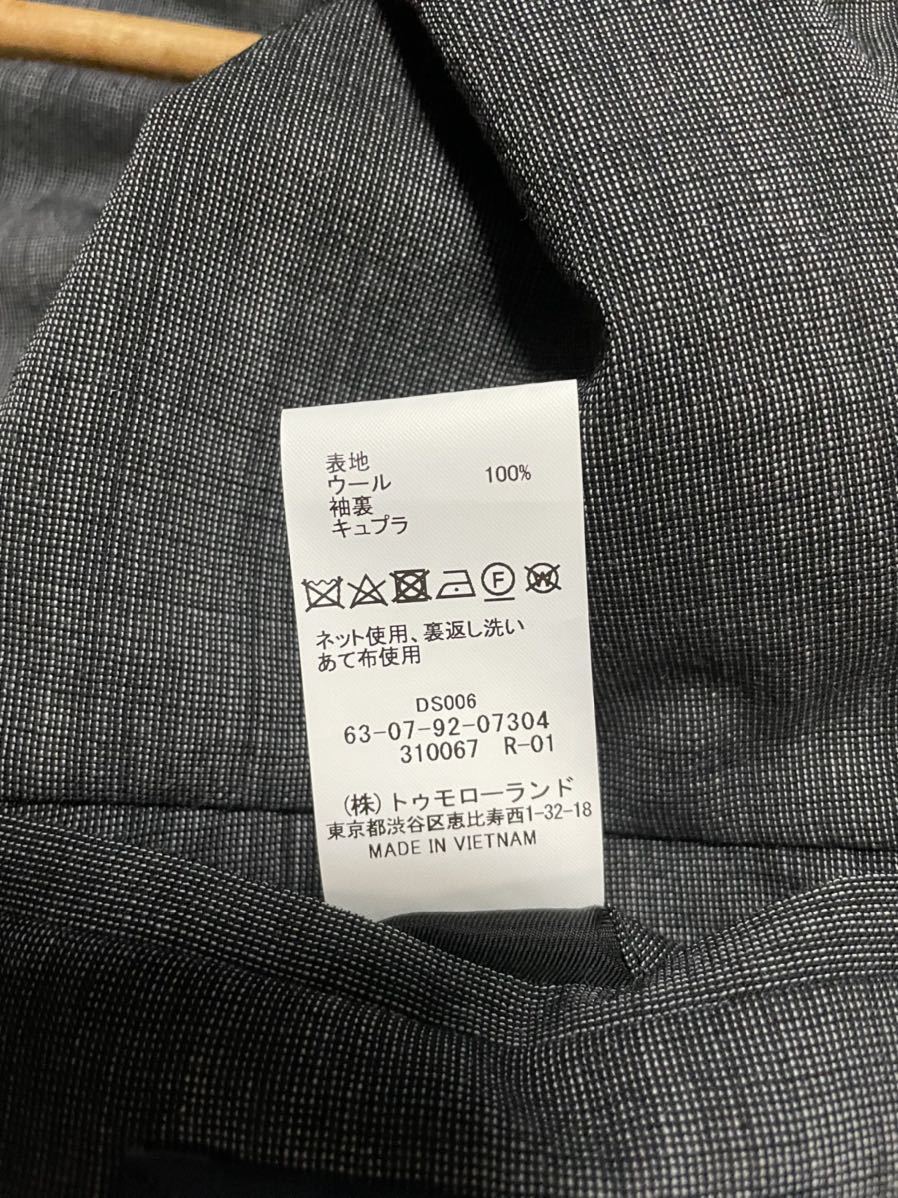 表地
ウール 100%
袖裏
キュプラ
F W
ネット使用、裏返し洗い
あて布使用
DS006
63-07-92-07304
310067 R-01
(株)トゥモローランド
東京都渋谷区恵比寿西1-32-18
MADE IN VIETNAM